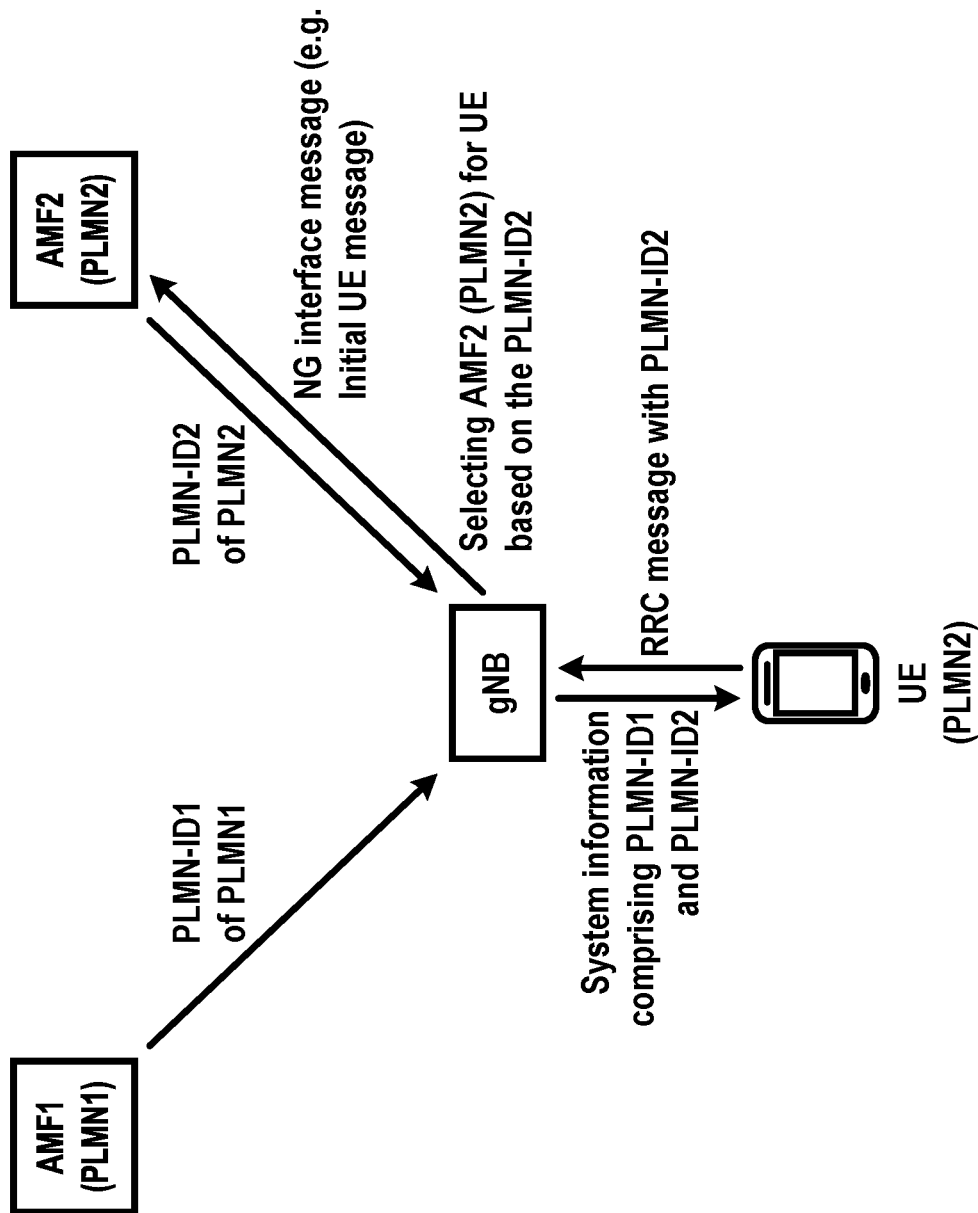 AMF1
(PLMN1)
AMF2
(PLMN2)
PLMN-ID1
of PLMN1
PLMN-ID2
of PLMN2
NG interface message (e.g.
Initial UE message)
gNB
Selecting AMF2 (PLMN2) for UE
based on the PLMN-ID2
System information
comprising PLMN-ID1
and PLMN-ID2
RRC message with PLMN-ID2
UE
(PLMN2)